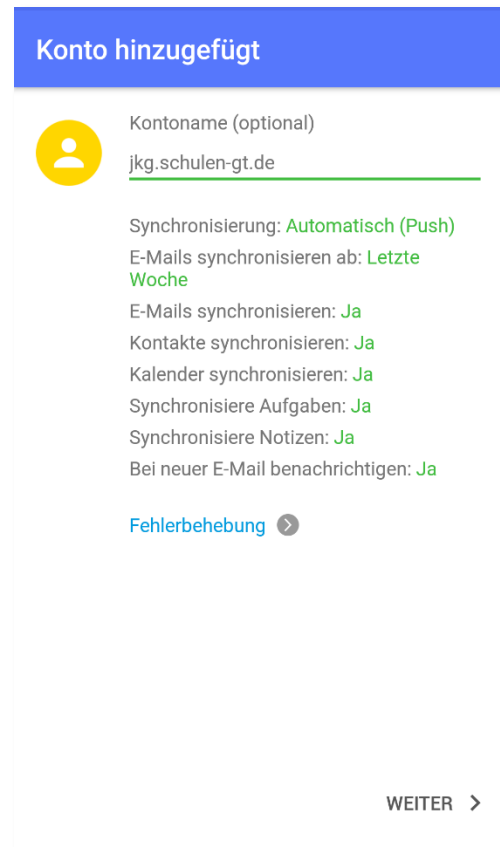 Konto hinzugefügt
Kontoname (optional)
jkg.schulen-gt.de
Synchronisierung: Automatisch (Push)
E-Mails synchronisieren ab: Letzte
Woche
E-Mails synchronisieren: Ja
Kontakte synchronisieren: Ja
Kalender synchronisieren: Ja
Synchronisiere Aufgaben: Ja
Synchronisiere Notizen: Ja
Bei neuer E-Mail benachrichtigen: Ja
Fehlerbehebung
WEITER